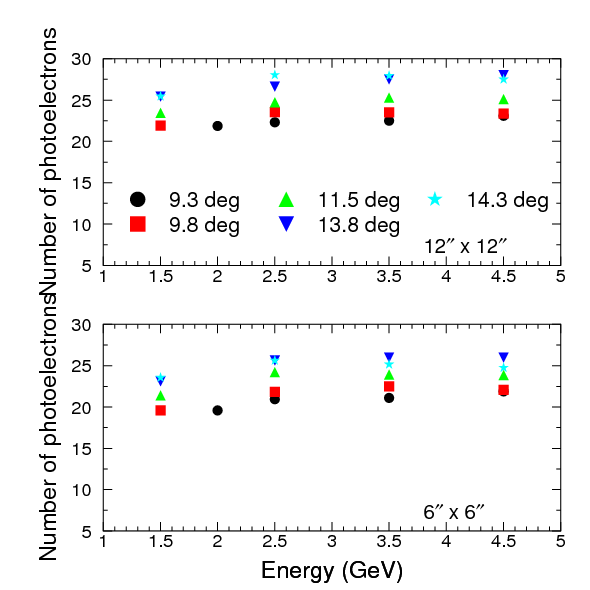 Number of photoelectrons
30
25
20
15
10
5
9.3 deg 11.5 deg 14.3 deg
9.8 deg 13.8 deg
12″ x 12″
1 1.5 2 2.5 3 3.5 4 4.5 5
Number of photoelectrons
30
25
20
15
10
5
6″ x 6″
1 1.5 2 2.5 3 3.5 4 4.5 5
Energy (GeV)